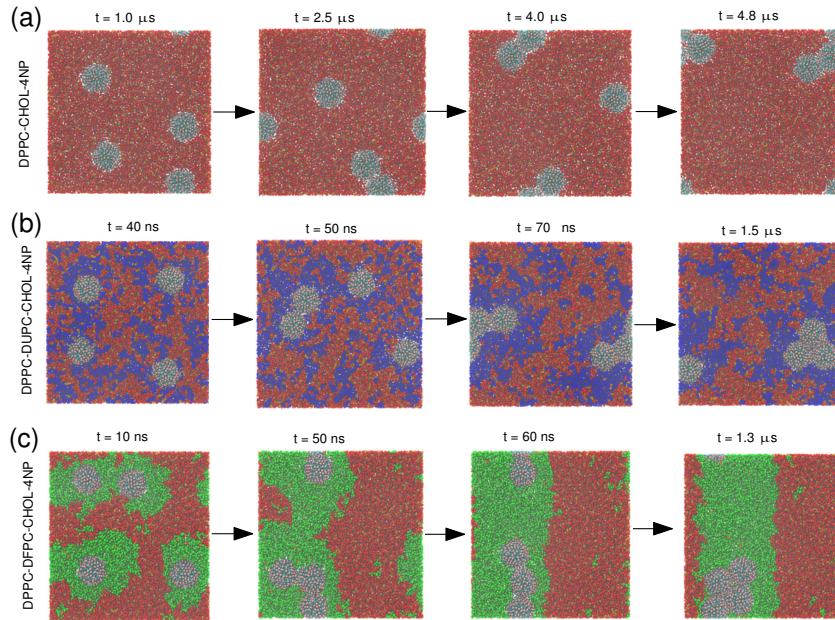 (a)
t = 1.0 μs
t = 2.5 μs
t = 4.0 μs
t = 4.8 μs
DPPC-CHOL-4NP
(b)
t = 40 ns
t = 50 ns
t = 70 ns
t = 1.5 μs
DPPC-DUPC-CHOL-4NP
(c)
t = 10 ns
t = 50 ns
t = 60 ns
t = 1.3 μs
DPPC-DFPC-CHOL-4NP